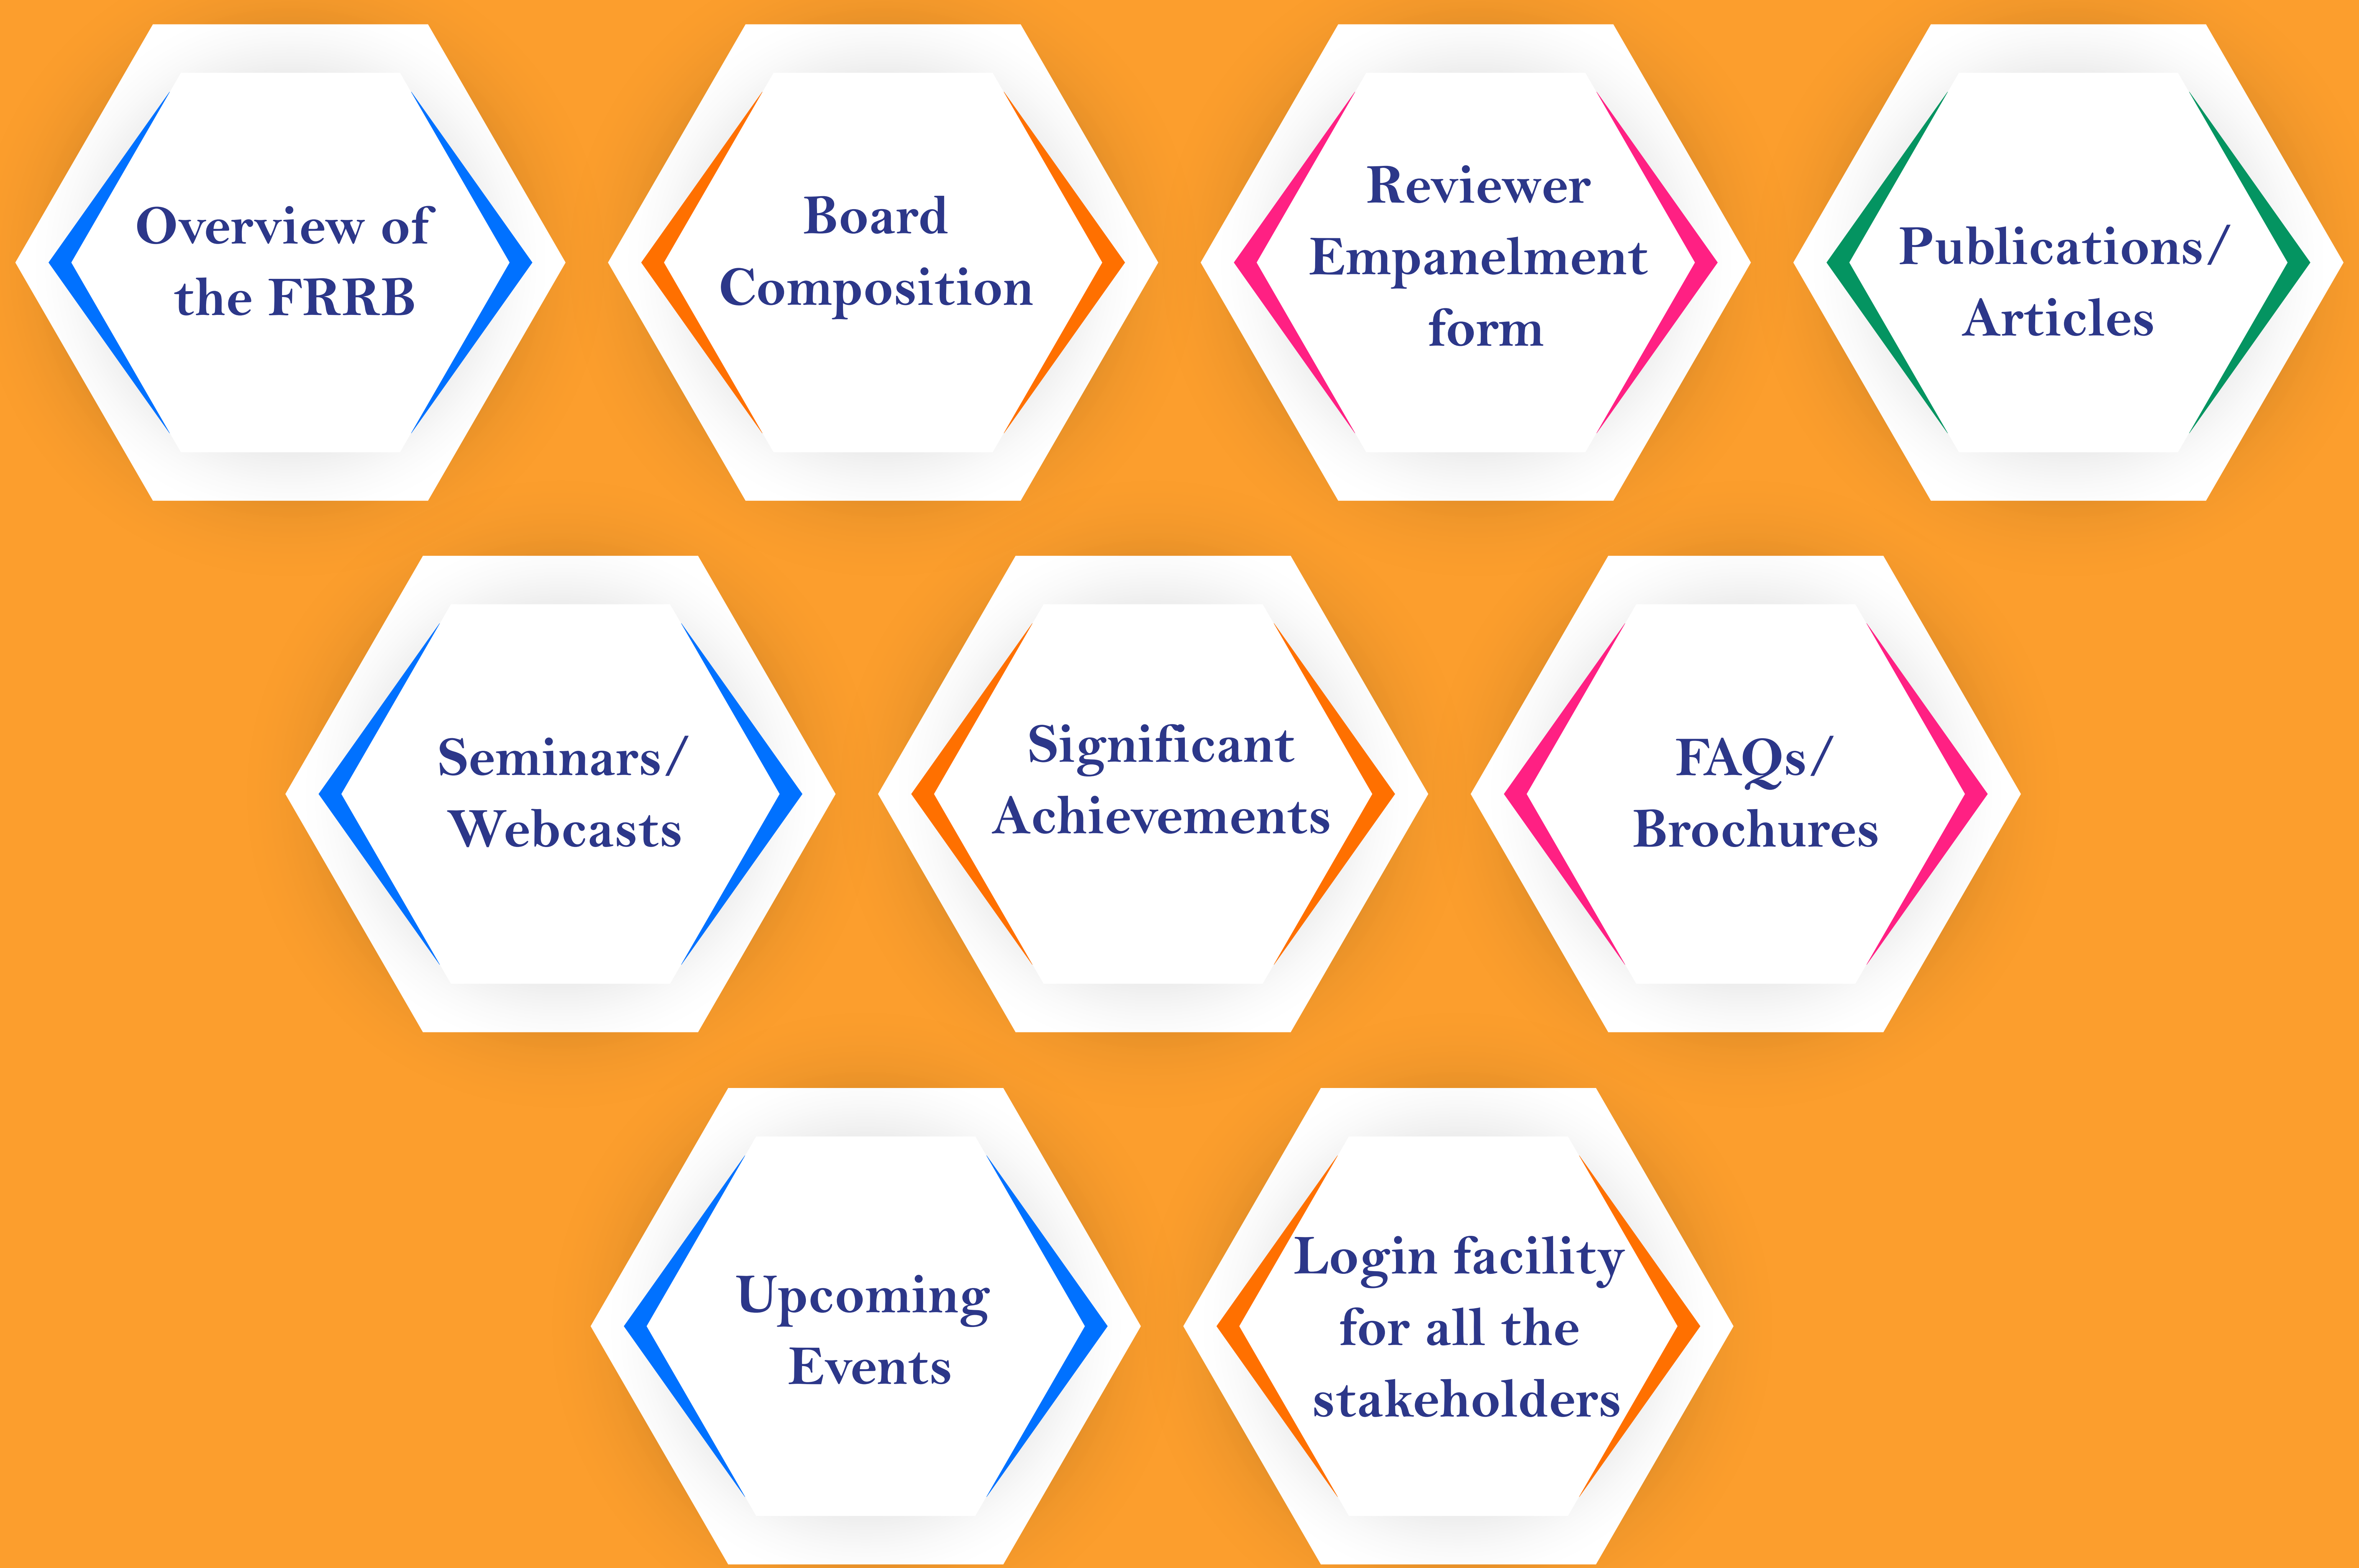 Overview of
the FRRB
Board
Composition
Reviewer
Empanelment
form
Publications/
Articles
Seminars/
Webcasts
Significant
Achievements
FAQs/
Brochures
Upcoming
Events
Login facility
for all the
stakeholders